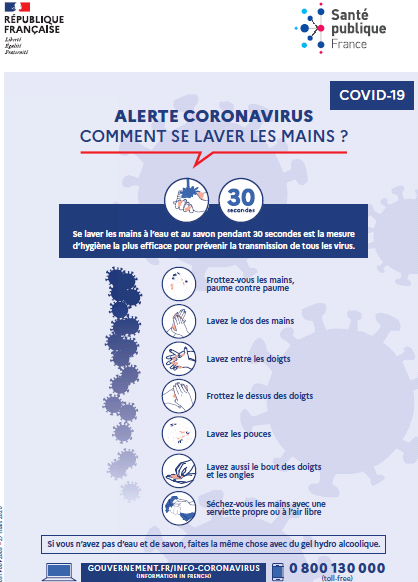 RÉPUBLIQUE
FRANÇAISE
Liberté
Égalité
Fraternité
Santé
publique
France
COVID-19
ALERTE CORONAVIRUS
COMMENT SE LAVER LES MAINS ?
30
secondes
Se laver les mains à l'eau et au savon pendant 30 secondes est la mesure
d'hygiène la plus efficace pour prévenir la transmission de tous les virus.
Frottez-vous les mains,
paume contre paume
Lavez le dos des mains
Lavez entre les doigts
Frottez le dessus des doigts
Lavez les pouces
Lavez aussi le bout des doigts
et les ongles
Séchez-vous les mains avec une
serviette propre ou à l'air libre
Si vous n'avez pas d'eau et de savon, faites la même chose avec du gel hydro alcoolique.
GOUVERNEMENT.FR/INFO-CORONAVIRUS
(INFORMATION IN FRENCH)
0 800 130 000
(toll-free)